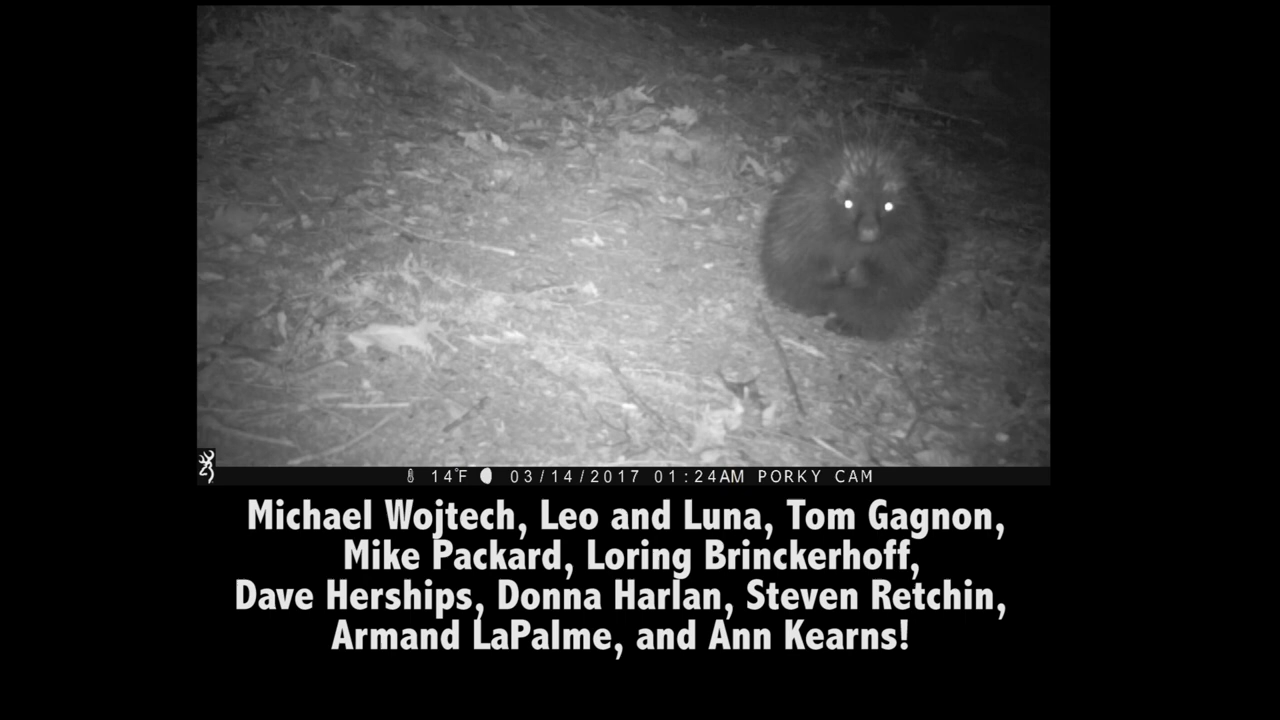 14°F 03/14/2017 01:24AM PORKY CAM
Michael Wojtech, Leo and Luna, Tom Gagnon,
Mike Packard, Loring Brinckerhoff,
Dave Herships, Donna Harlan, Steven Retchin,
Armand LaPalme, and Ann Kearns!